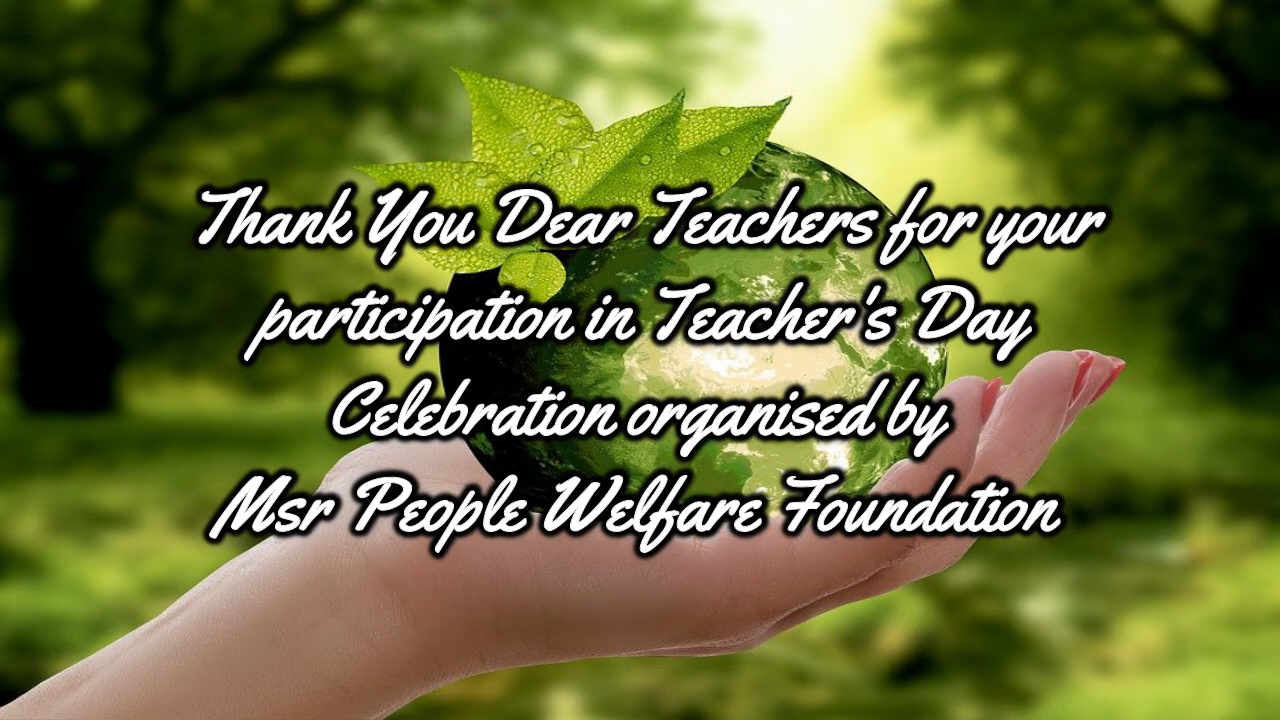 Thank You Dear Teachers for your
participation in Teacher's Day
Celebration organised by
Msr People Welfare Foundation